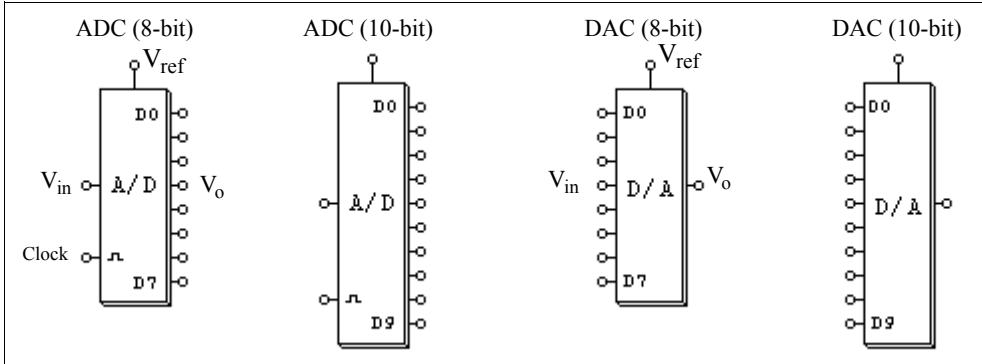 ADC (8-bit)
ADC (10-bit)
DAC (8-bit)
DAC (10-bit)
Vref
Vref
D0
D0
D0
D0
Vin
A/D
Vo
A/D
Vin
D/A
Vo
D/A
Clock
D7
D9
D7
D9